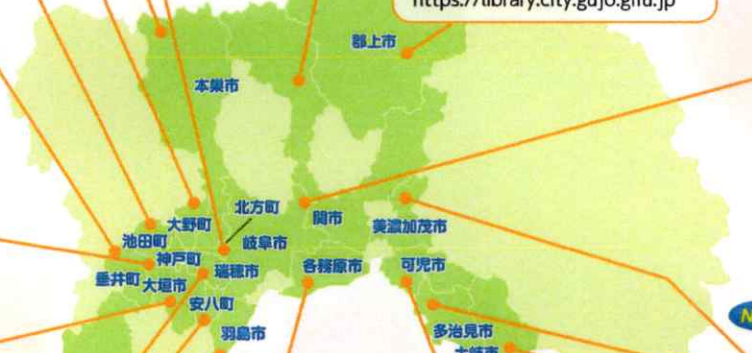 https://library.city.gujo.gifu.jp
郡上市
本巣市
北方町
大野町
関市
美濃加茂市
池田町
岐阜市
神戸町
瑞穂市
各務原市
可児市
垂井町
大垣市
安八町
羽島市
多治見市
土岐市
N